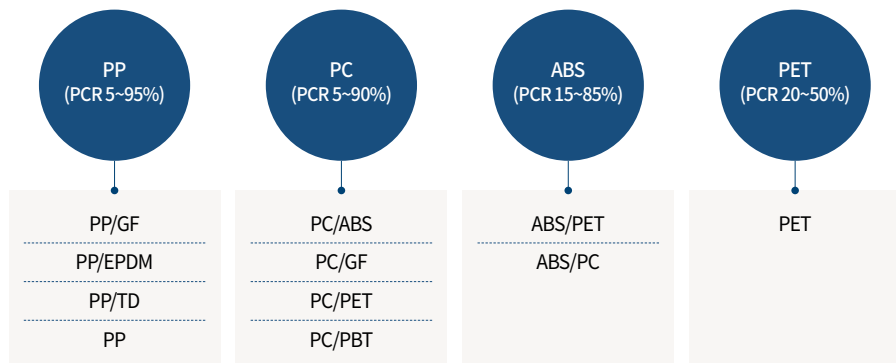 PP
(PCR 5~95%)
PP/GF
PP/EPDM
PP/TD
PP
PC
(PCR 5~90%)
PC/ABS
PC/GF
PC/PET
PC/PBT
ABS
(PCR 15~85%)
ABS/PET
ABS/PC
PET
(PCR 20~50%)
PET